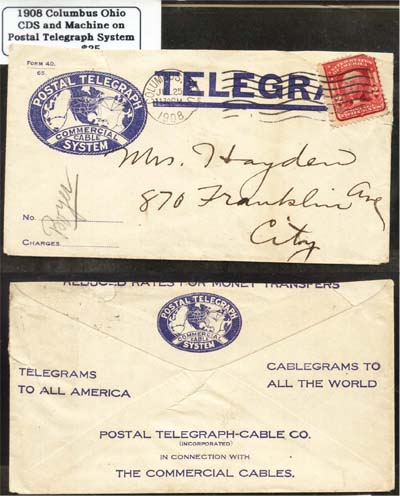 1908 Columbus Ohio
CDS and Machine on
Postal Telegraph System
$25
FORM 40.
65.
POSTAL TELEGRAPH
COMMERCIAL
CABLE
SYSTEM
COLUMBUS
25
1908
TELEGRA
Mrs. Hayden
870 Franklin Ave
City
No. Boyer
CHARGES
REDUCED RATES FOR MONEY TRANSFERS
POSTAL TELEGRAPH
COMMERCIAL
CABLE
SYSTEM
TELEGRAMS
TO ALL AMERICA
CABLEGRAMS TO
ALL THE WORLD
POSTAL TELEGRAPH-CABLE CO.
(INCORPORATED)
IN CONNECTION WITH
THE COMMERCIAL CABLES.